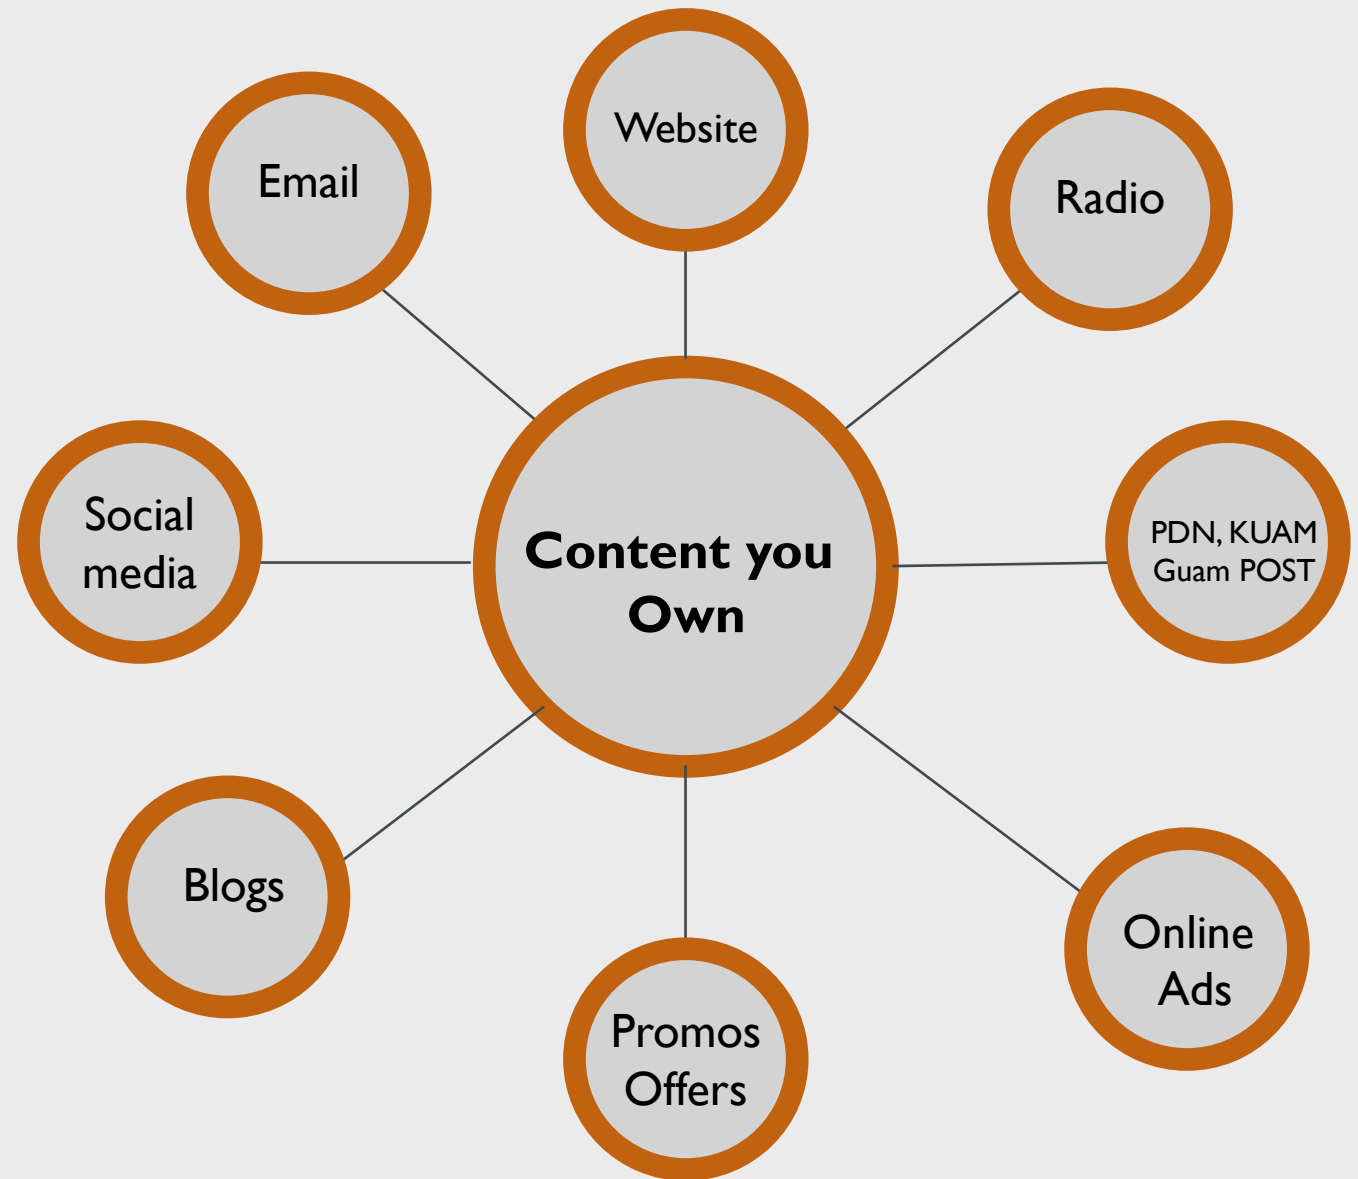 Website
Email
Radio
Social
media
Content you
Own
PDN, KUAM
Guam POST
Blogs
Online
Ads
Promos
Offers